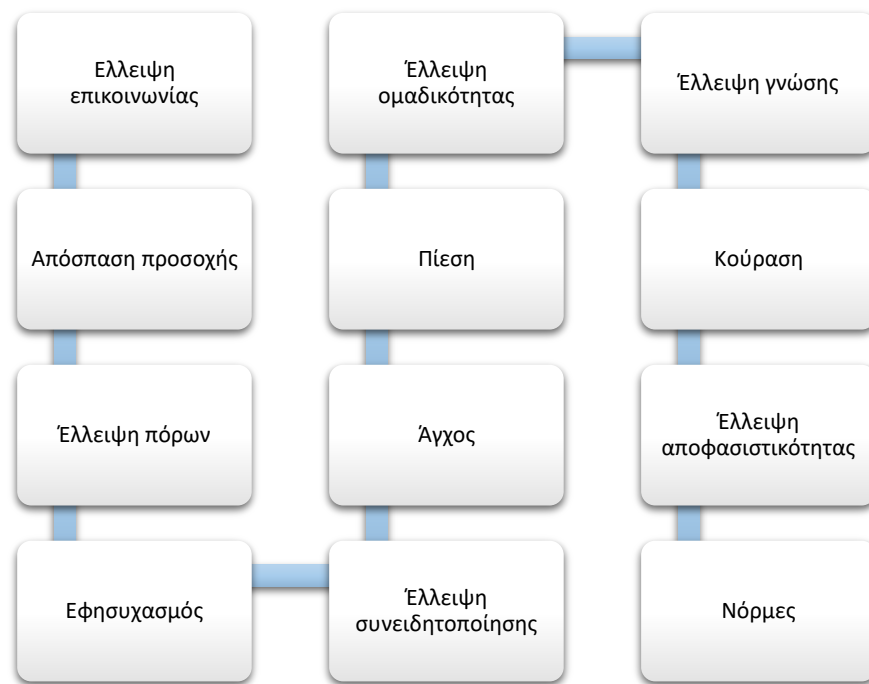 Ελλειψη
επικοινωνίας
Απόσπαση προσοχής
Έλλειψη πόρων
Εφησυχασμός
Έλλειψη
συνειδητοποίησης
Άγχος
Πίεση
Έλλειψη
ομαδικότητας
Έλλειψη γνώσης
Κούραση
Έλλειψη
αποφασιστικότητας
Νόρμες